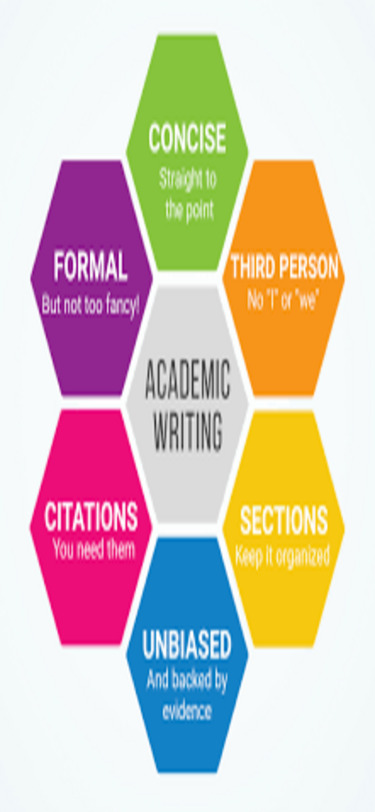 CONCISE
Straight to
the point
FORMAL
But not too fancy!
THIRD PERSON
No "I" or "we"
ACADEMIC
WRITING
CITATIONS
You need them
SECTIONS
Keep it organized
UNBIASED
And backed by
evidence